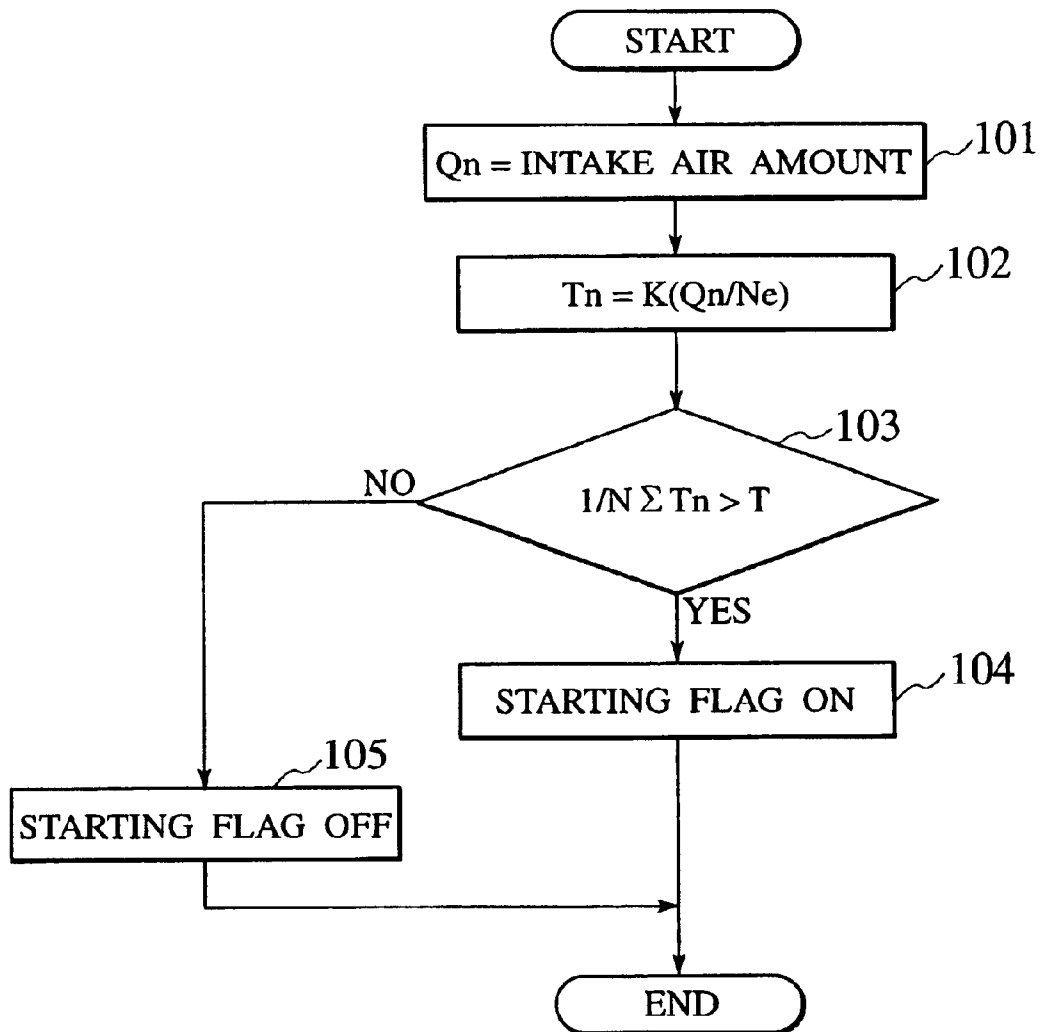 START
Qn = INTAKE AIR AMOUNT
101
Tn = K(Qn/Ne)
102
103
NO
1/N Σ Tn > T
YES
STARTING FLAG ON
104
105
STARTING FLAG OFF
END